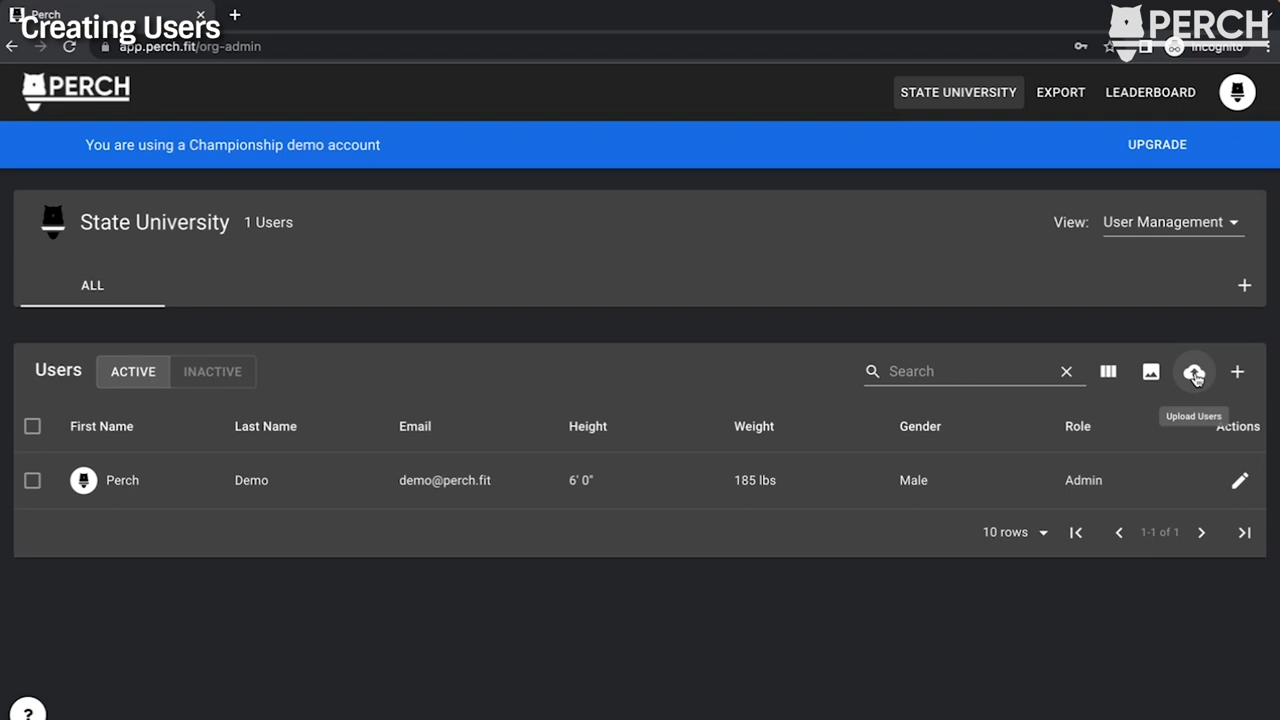 Perch
Creating Users
PERCH
app.perch.fit/org-admin
Incognito
PERCH
STATE UNIVERSITY
EXPORT
LEADERBOARD
You are using a Championship demo account
UPGRADE
State University
1 Users
View:
User Management
ALL
Users
ACTIVE
INACTIVE
Search
Upload Users
First Name
Last Name
Email
Height
Weight
Gender
Role
Actions
Perch
Demo
demo@perch.fit
6' 0"
185 lbs
Male
Admin
10 rows
1-1 of 1
?